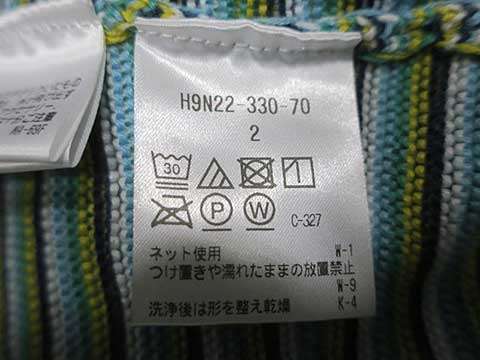 H9N22-330-70
2
30
P
W
C-327
ネット使用 W-1
つけ置きや濡れたままの放置禁止
W-9
洗浄後は形を整え乾燥 K-4